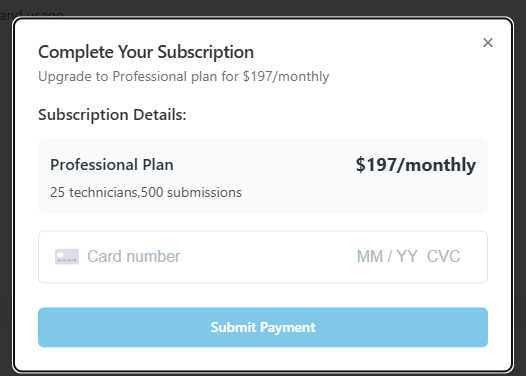 and usage
Complete Your Subscription
Upgrade to Professional plan for $197/monthly
Subscription Details:
Professional Plan
$197/monthly
25 technicians,500 submissions
Card number MM / YY CVC
Submit Payment